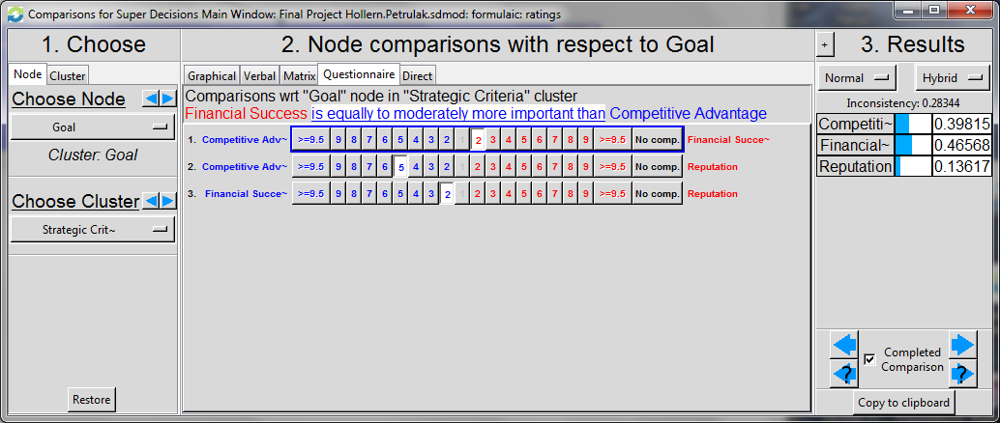 Comparisons for Super Decisions Main Window: Final Project Hollern.Petrulak.sdmod: formulaic: ratings
1. Choose
Node Cluster
Choose Node
Goal
Cluster: Goal
Choose Cluster
Strategic Crit~
Restore
2. Node comparisons with respect to Goal
Graphical Verbal Matrix Questionnaire Direct
Comparisons wrt "Goal" node in "Strategic Criteria" cluster
Financial Success is equally to moderately more important than Competitive Advantage
1. Competitive Adv~ >=9.5 9 8 7 6 5 4 3 2 1 2 3 4 5 6 7 8 9 >=9.5 No comp. Financial Succe~
2. Competitive Adv~ >=9.5 9 8 7 6 5 4 3 2 1 2 3 4 5 6 7 8 9 >=9.5 No comp. Reputation
3. Financial Succe~ >=9.5 9 8 7 6 5 4 3 2 1 2 3 4 5 6 7 8 9 >=9.5 No comp. Reputation
+ 3. Results
Normal Hybrid
Inconsistency: 0.28344
Competiti~ 0.39815
Financial~ 0.46568
Reputation 0.13617
Completed
Comparison
? ?
Copy to clipboard